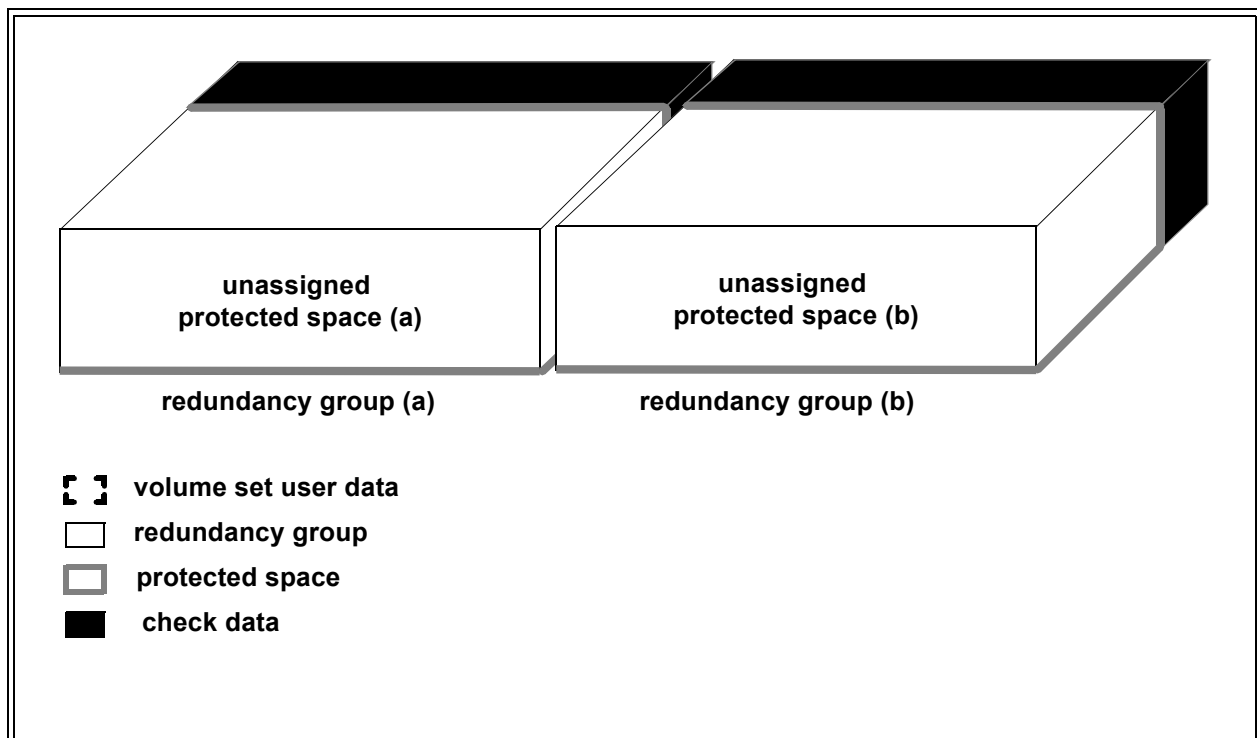 unassigned
protected space (a)
unassigned
protected space (b)
redundancy group (a)
redundancy group (b)
volume set user data
redundancy group
protected space
check data